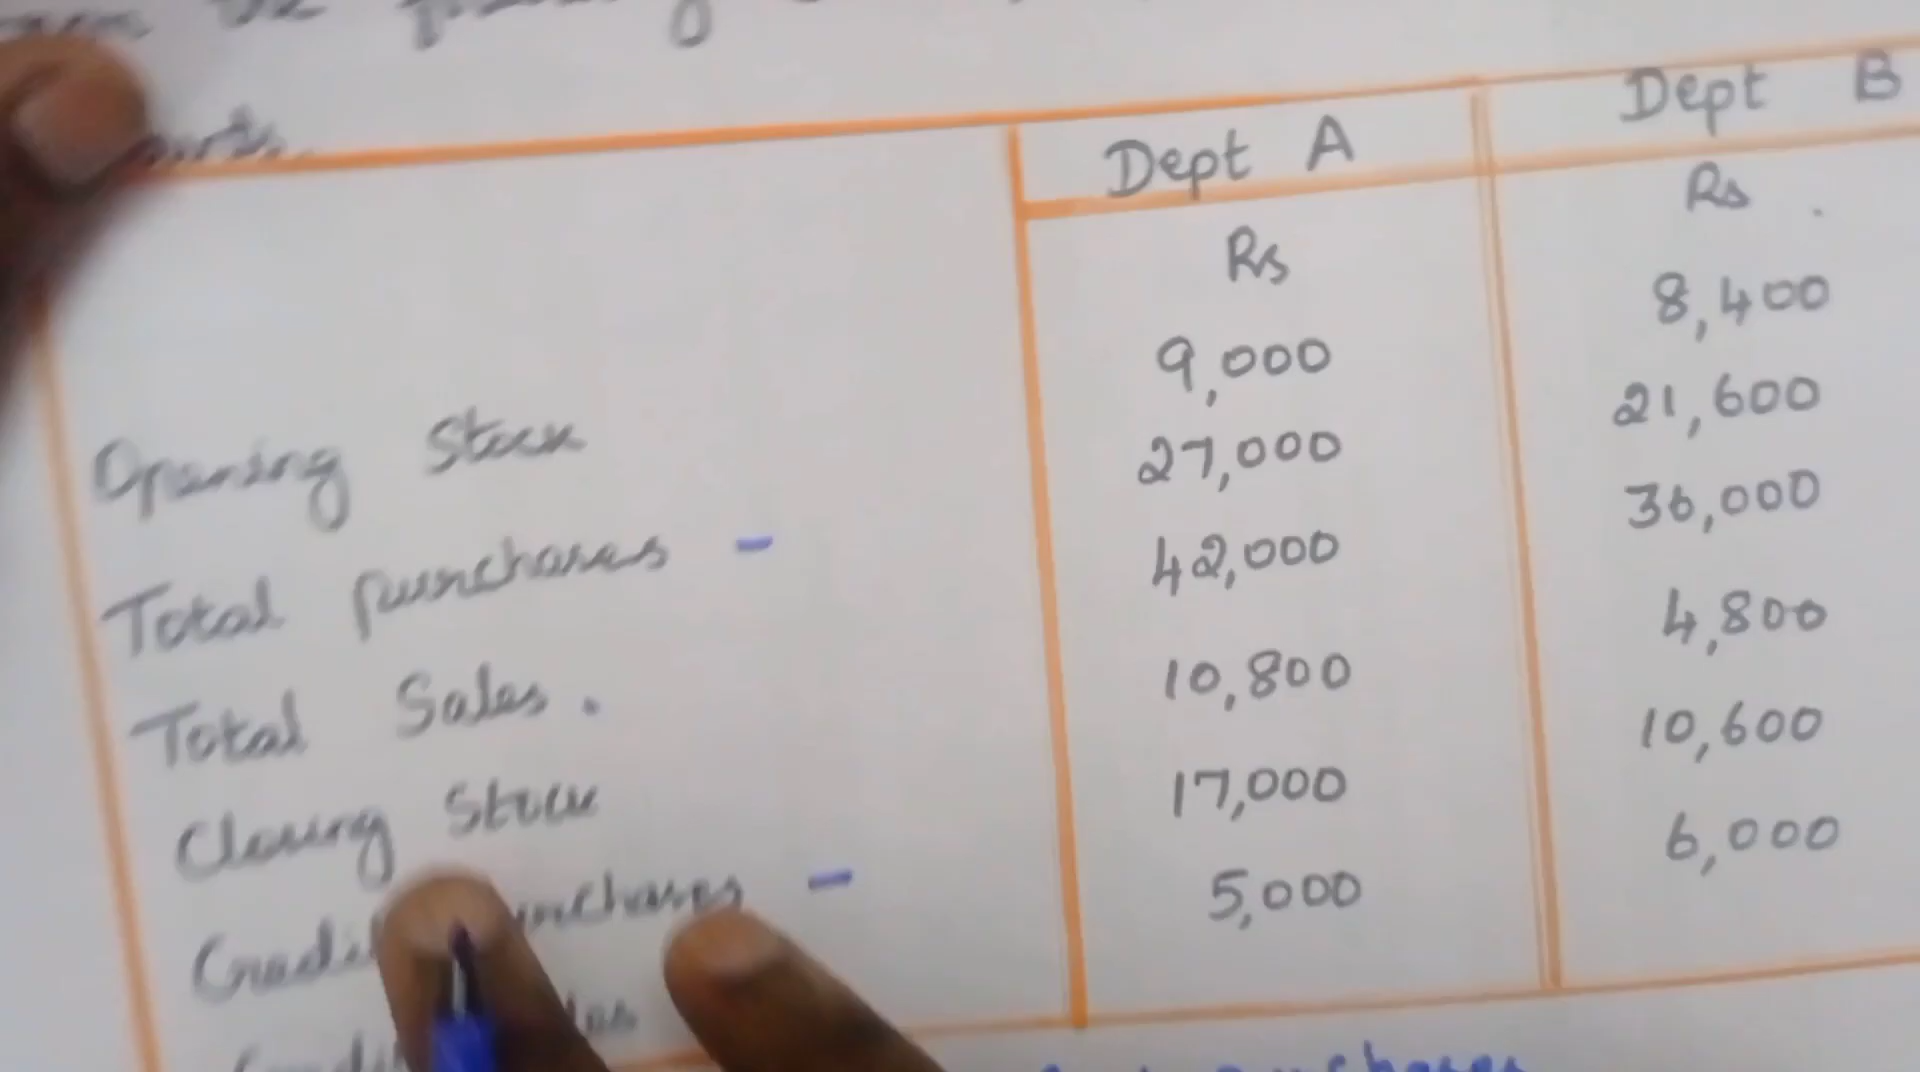 Dept A Dept B
Rs Rs
Opening Stock 9,000 8,400
Total purchases - 27,000 21,600
Total Sales. 42,000 36,000
Closing Stock 10,800 4,800
17,000 10,600
5,000 6,000